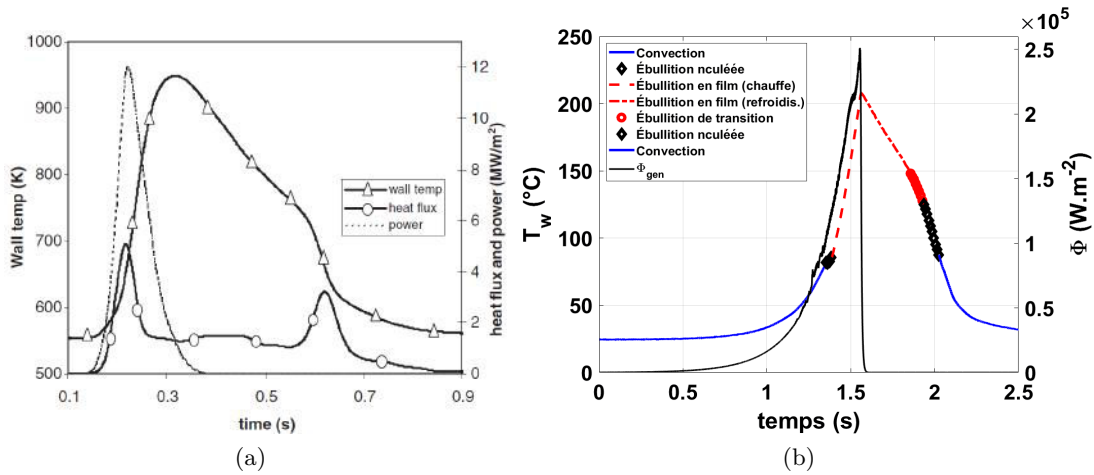 1000
900
800
700
600
500
Wall temp (K)
0.1
0.3
0.5
0.7
0.9
time (s)
12
10
8
6
4
2
0
heat flux and power (MW/m²)
wall temp
heat flux
power
(a)
×10⁵
250
200
150
100
50
0
T_w (°C)
Convection
Ébullition nculéée
Ébullition en film (chauffe)
Ébullition en film (refroidis.)
Ébullition de transition
Ébullition nculéée
Convection
Φ_gen
0
0.5
1
1.5
2
2.5
temps (s)
2.5
2
1.5
1
0.5
0
Φ (W.m⁻²)
(b)